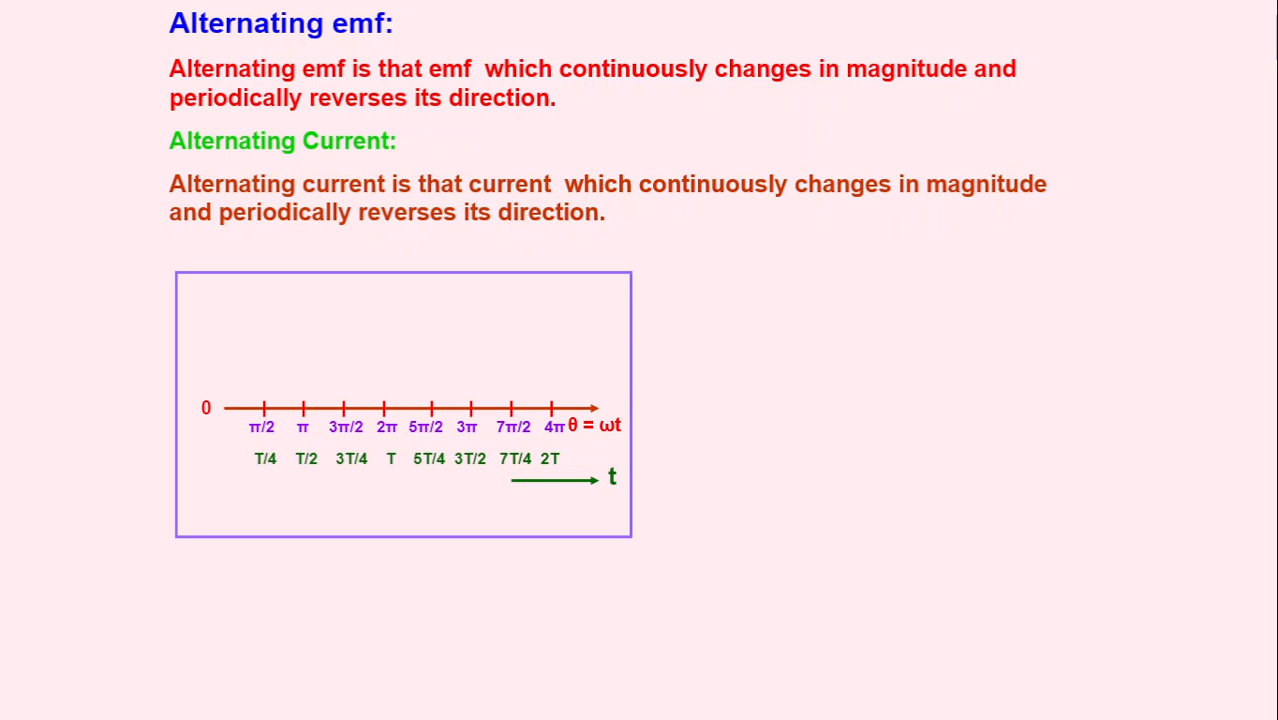 Alternating emf:
Alternating emf is that emf which continuously changes in magnitude and
periodically reverses its direction.
Alternating Current:
Alternating current is that current which continuously changes in magnitude
and periodically reverses its direction.
0
π/2 π 3π/2 2π 5π/2 3π 7π/2 4π θ = ωt
T/4 T/2 3T/4 T 5T/4 3T/2 7T/4 2T
t